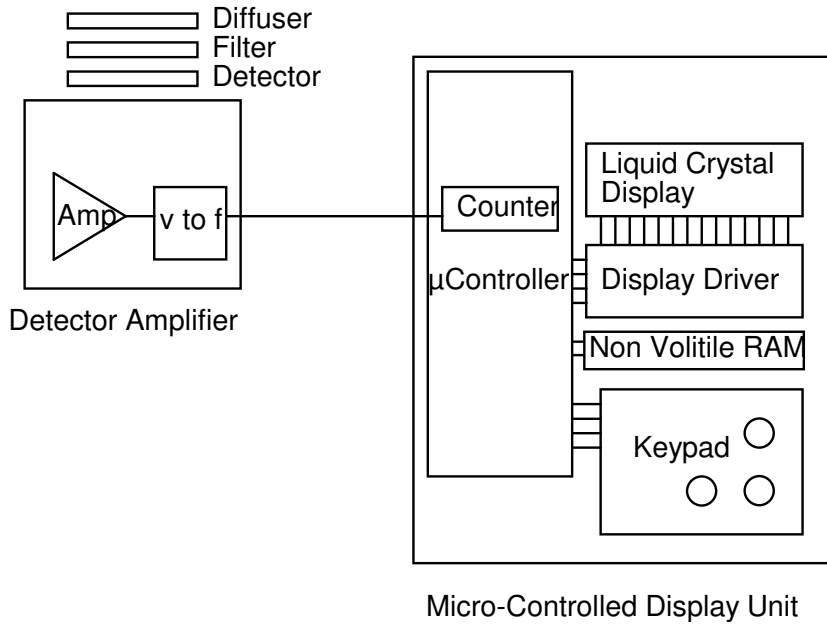 Diffuser
Filter
Detector
Amp
v to f
Detector Amplifier
Counter
µController
Liquid Crystal
Display
Display Driver
Non Volitile RAM
Keypad
Micro-Controlled Display Unit